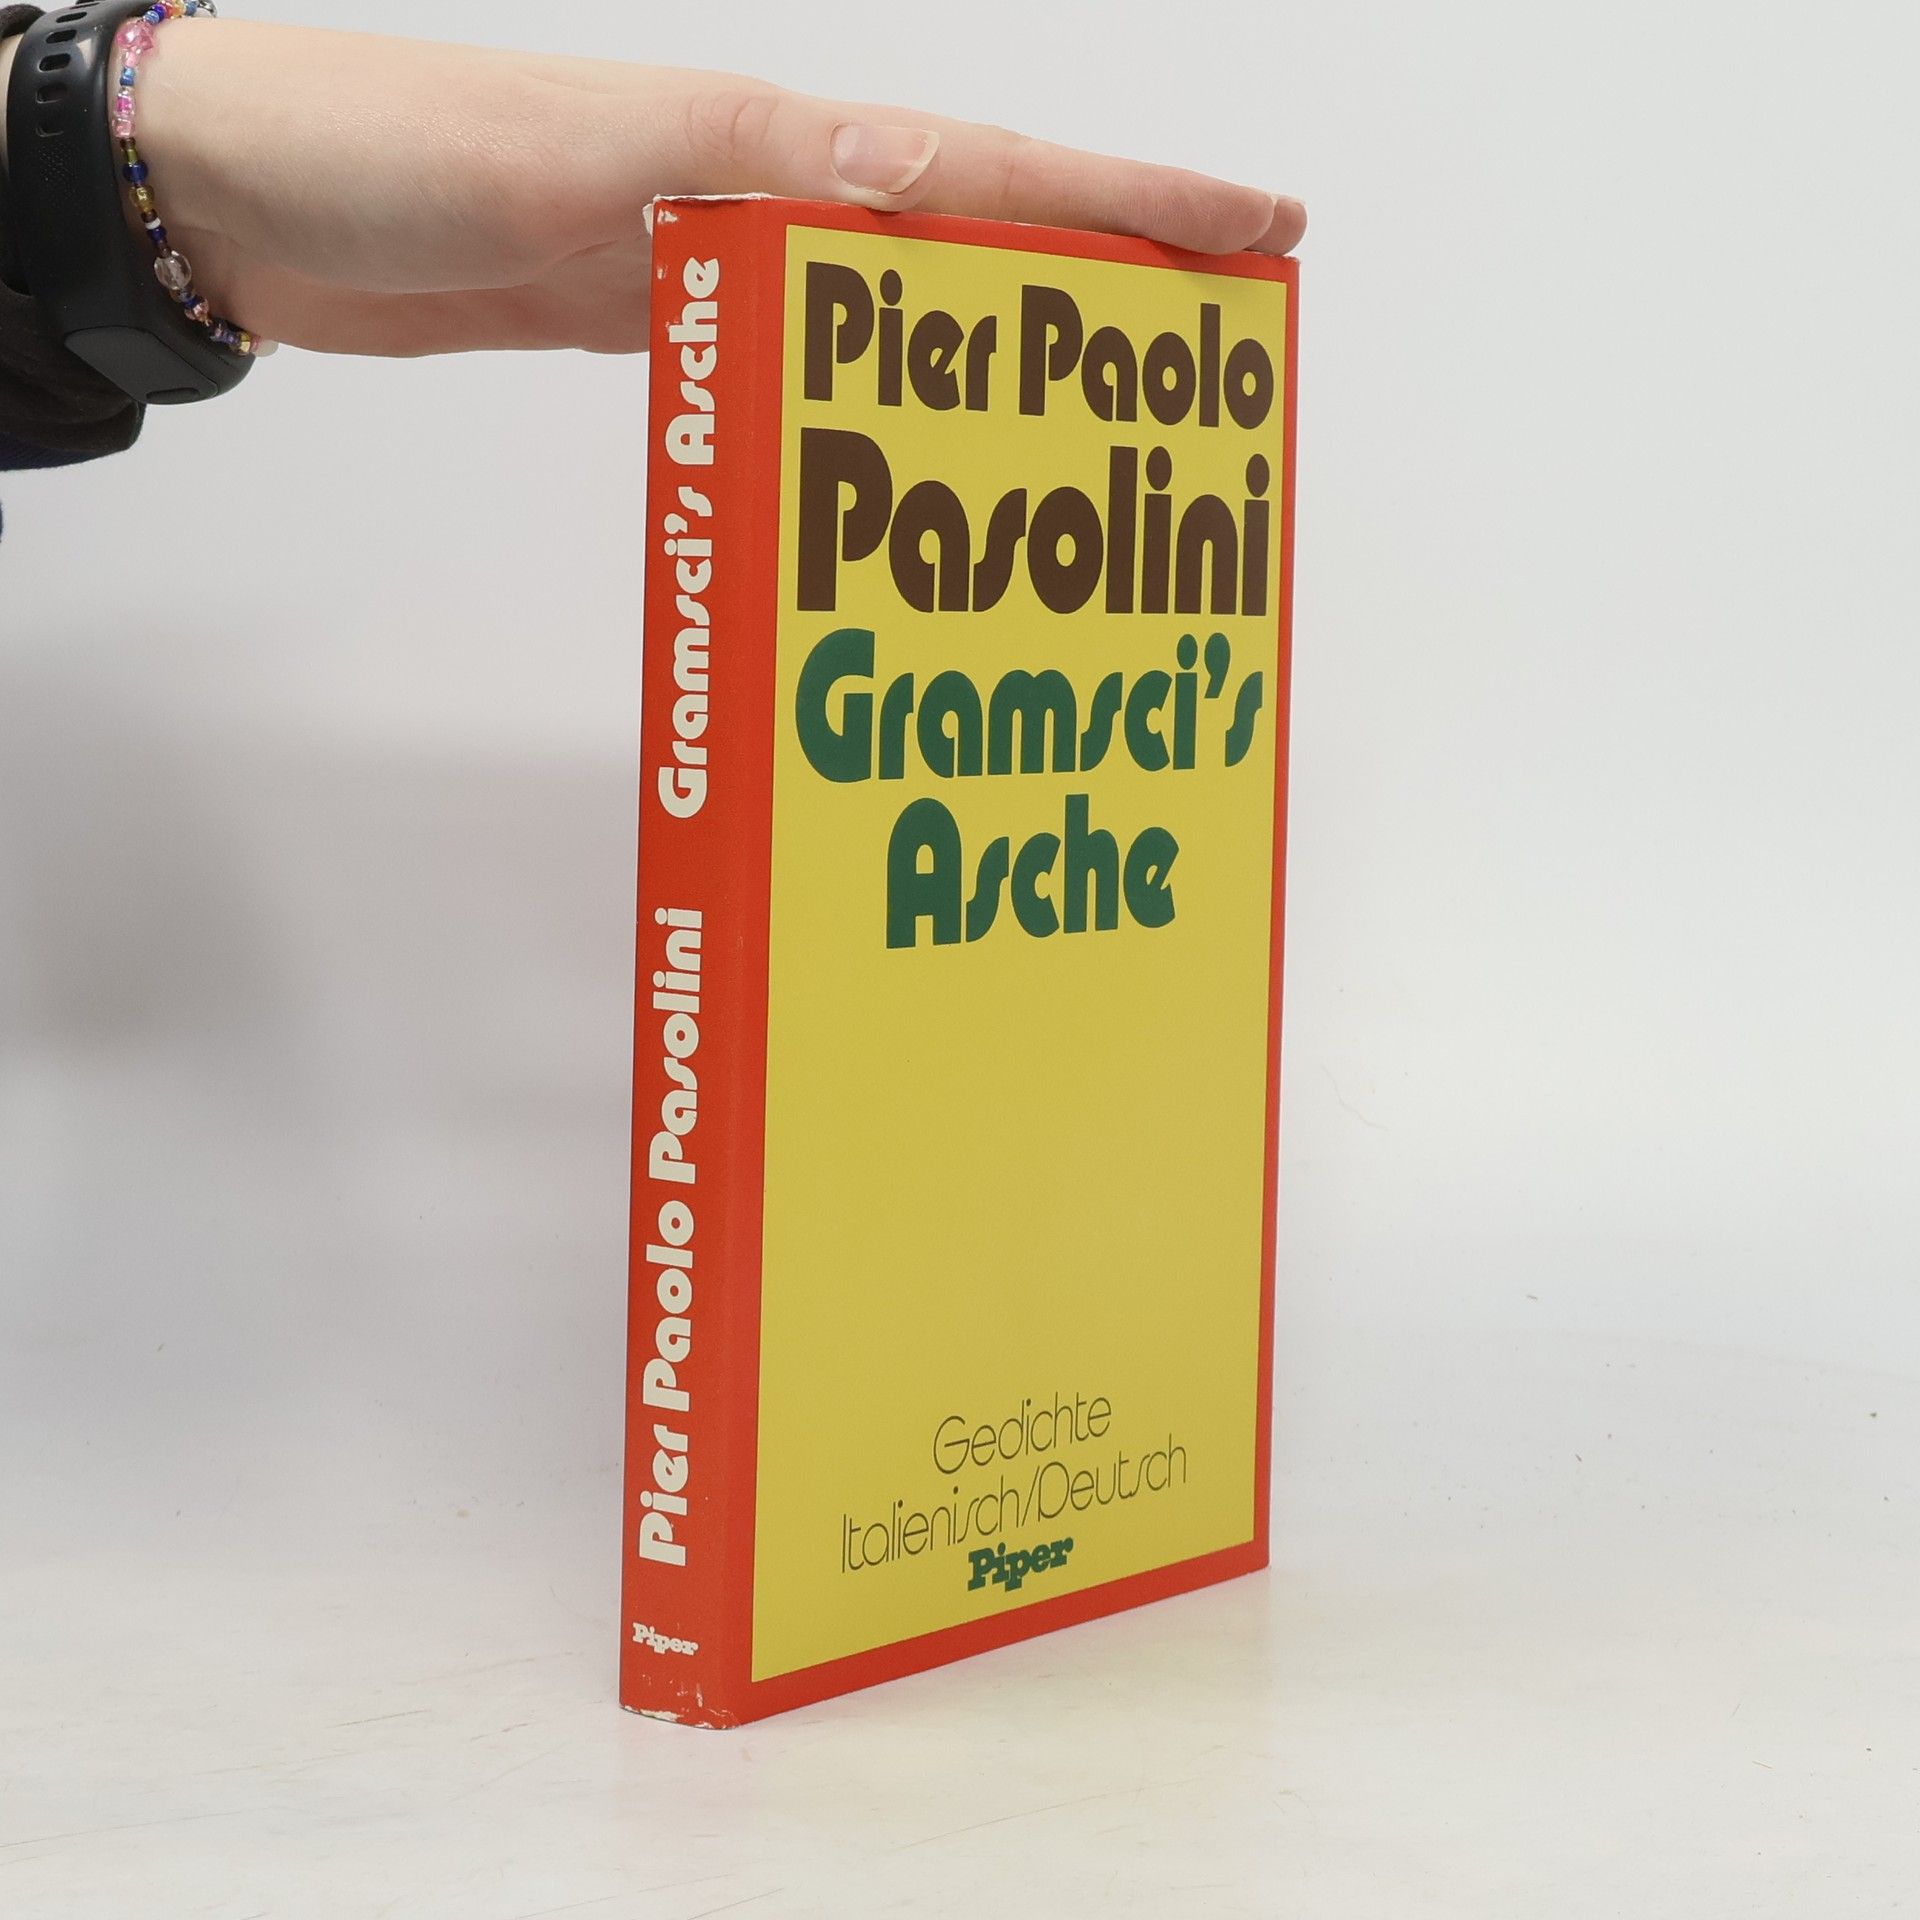 Pier Paolo Pasolini Gramsci's Asche
Piper
Pier Paolo
Pasolini
Gramsci's
Asche
Gedichte
Italienisch/Deutsch
Piper